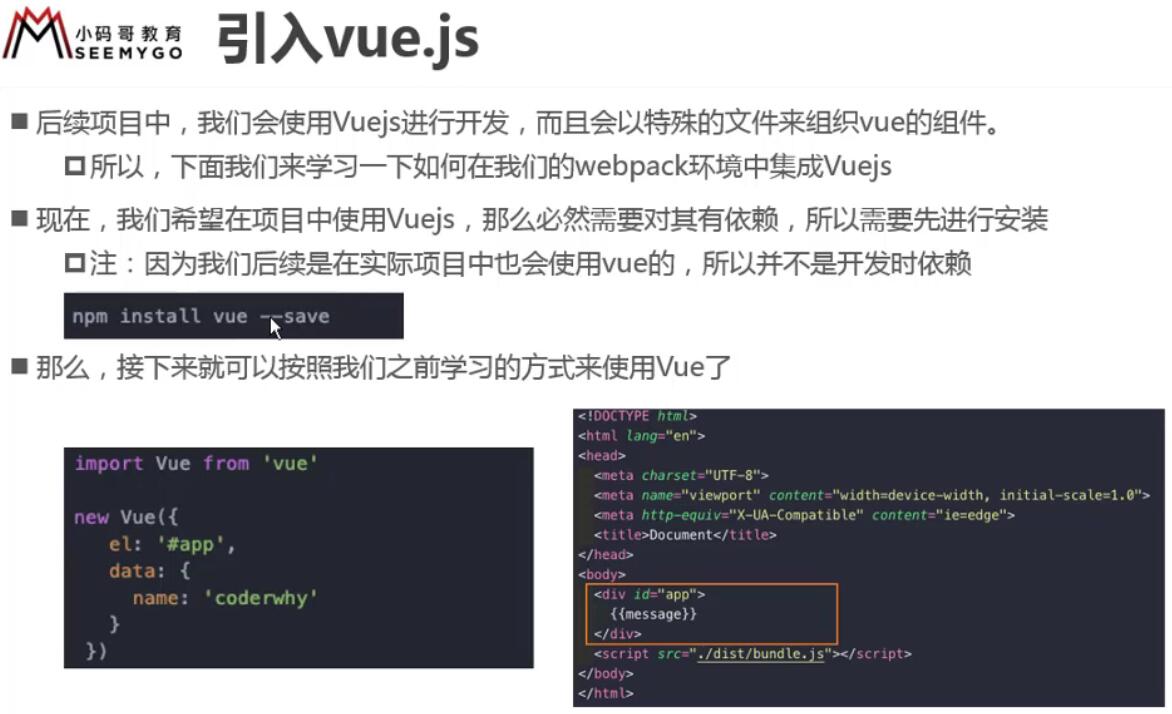 小码哥教育
SEEMYGO
引入vue.js
后续项目中，我们会使用Vuejs进行开发，而且会以特殊的文件来组织vue的组件。
所以，下面我们来学习一下如何在我们的webpack环境中集成Vuejs
现在，我们希望在项目中使用Vuejs，那么必然需要对其有依赖，所以需要先进行安装
注：因为我们后续是在实际项目中也会使用vue的，所以并不是开发时依赖
npm install vue --save
那么，接下来就可以按照我们之前学习的方式来使用Vue了
import Vue from 'vue'
new Vue({
el: '#app',
data: {
name: 'coderwhy'
}
})
<!DOCTYPE html>
<html lang="en">
<head>
<meta charset="UTF-8">
<meta name="viewport" content="width=device-width, initial-scale=1.0">
<meta http-equiv="X-UA-Compatible" content="ie=edge">
<title>Document</title>
</head>
<body>
<div id="app">
{{message}}
</div>
<script src="./dist/bundle.js"></script>
</body>
</html>